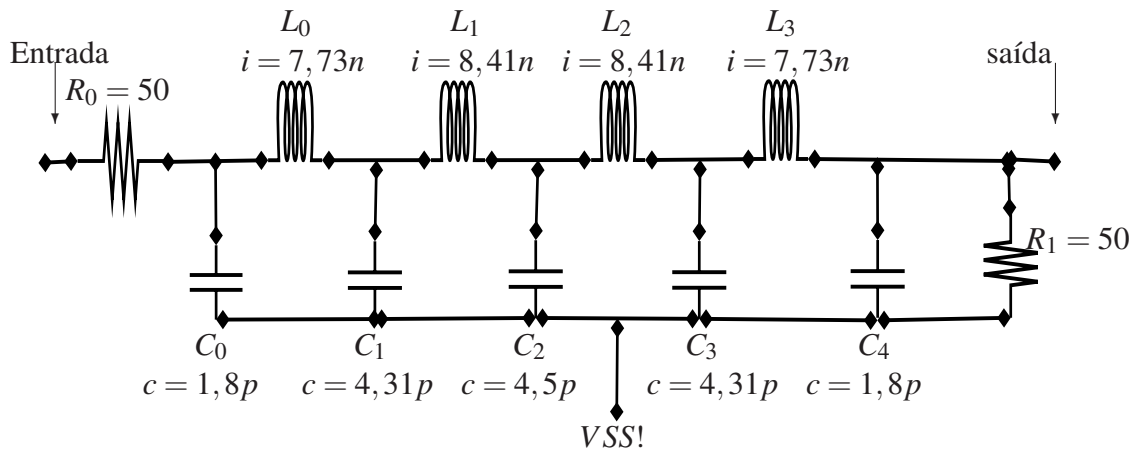 L0 L1 L2 L3
Entrada i = 7,73n i = 8,41n i = 8,41n i = 7,73n saída
R0 = 50
R1 = 50
C0 C1 C2 C3 C4
c = 1,8p c = 4,31p c = 4,5p c = 4,31p c = 1,8p
VSS!